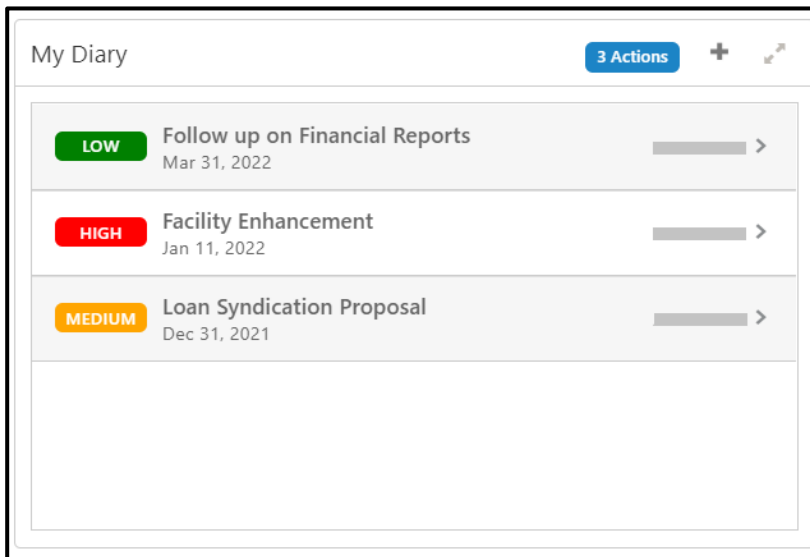 My Diary
3 Actions
LOW
Follow up on Financial Reports
Mar 31, 2022
HIGH
Facility Enhancement
Jan 11, 2022
MEDIUM
Loan Syndication Proposal
Dec 31, 2021